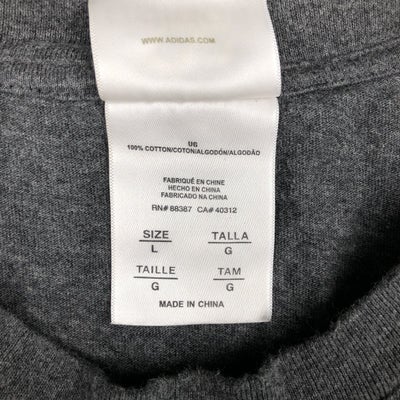 WWW.ADIDAS.COM
UG
100% COTTON/COTON/ALGODÓN/ALGODÃO
FABRIQUÉ EN CHINE
HECHO EN CHINA
FABRICADO NA CHINA
RN# 88387 CA# 40312
SIZE TALLA
L G
TAILLE TAM
G G
MADE IN CHINA